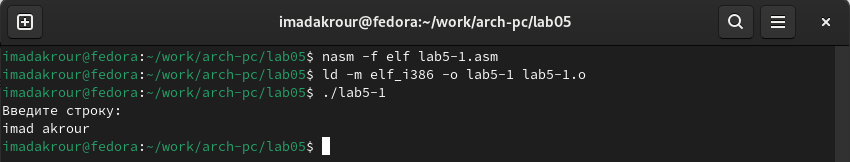 imadakrour@fedora:~/work/arch-pc/lab05
imadakrour@fedora:~/work/arch-pc/lab05$ nasm -f elf lab5-1.asm
imadakrour@fedora:~/work/arch-pc/lab05$ ld -m elf_i386 -o lab5-1 lab5-1.o
imadakrour@fedora:~/work/arch-pc/lab05$ ./lab5-1
Введите строку:
imad akrour
imadakrour@fedora:~/work/arch-pc/lab05$